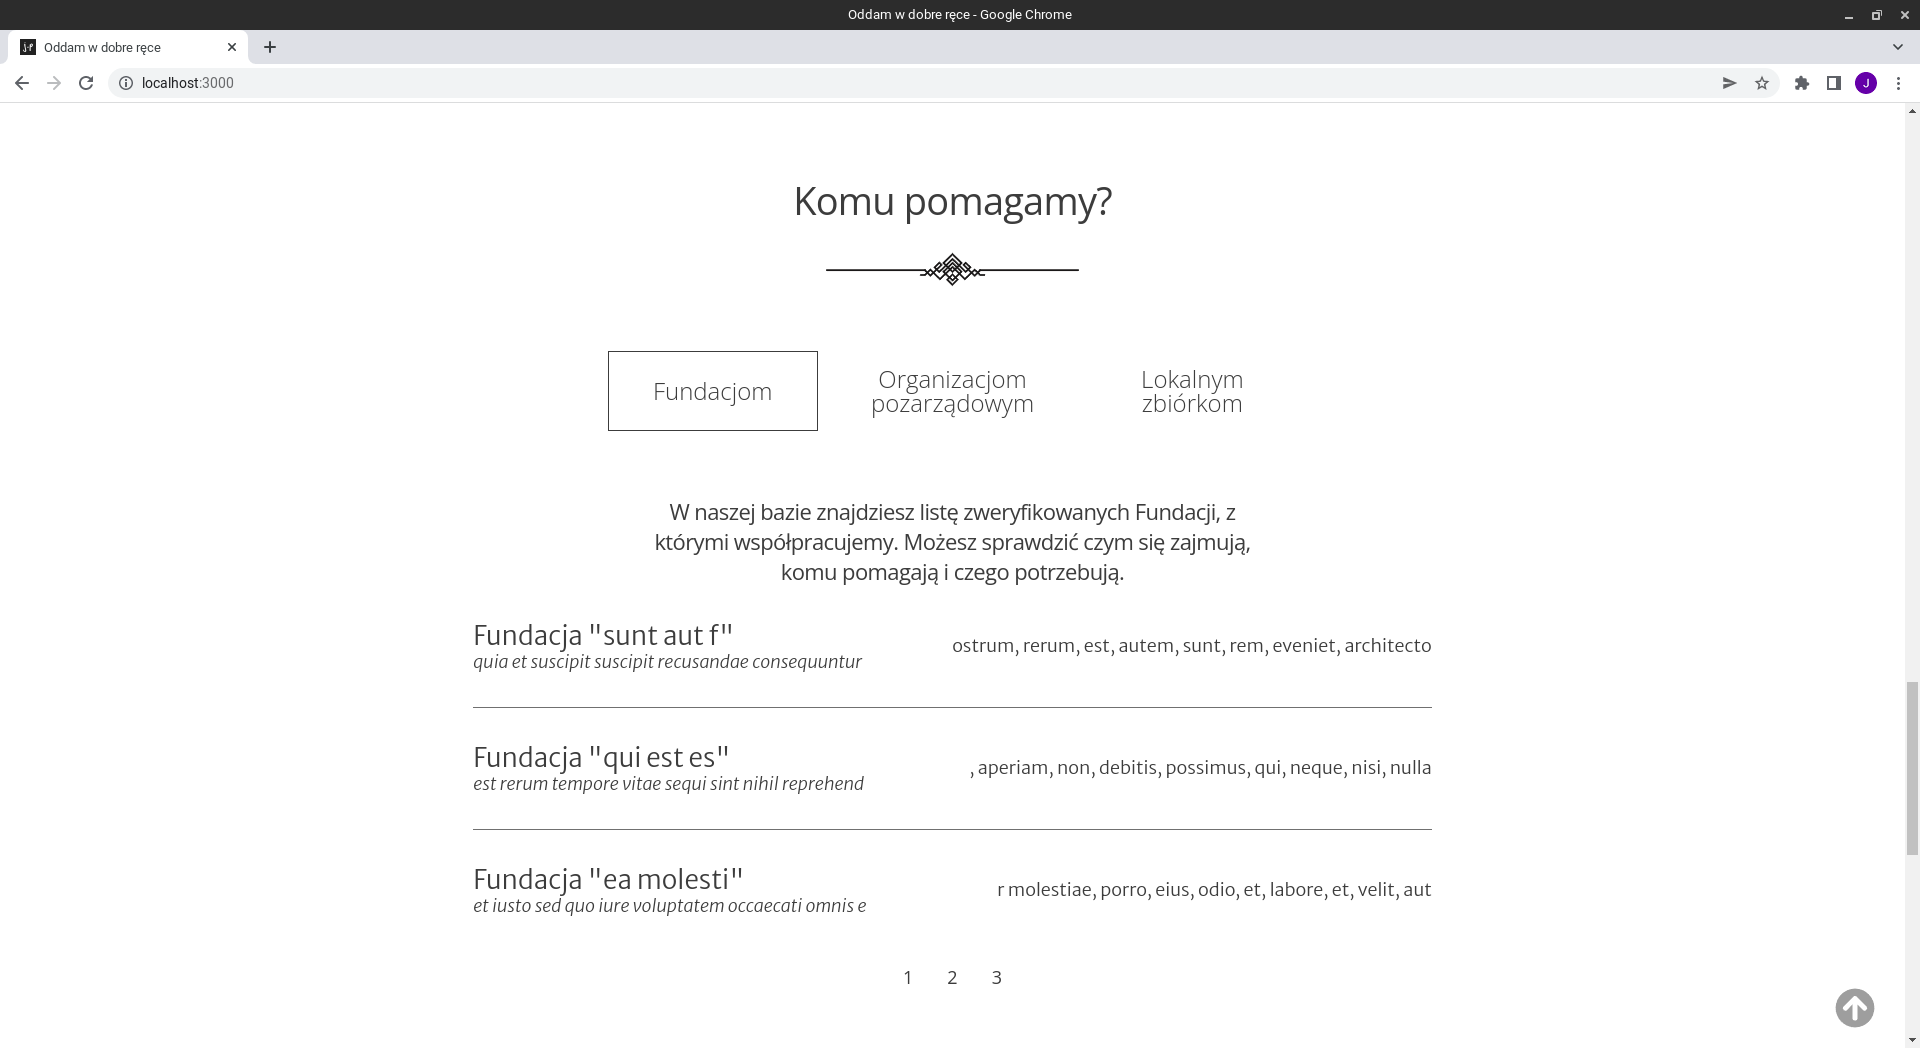 Oddam w dobre ręce - Google Chrome
Oddam w dobre ręce
localhost:3000
J
Komu pomagamy?
Fundacjom
Organizacjom
pozarządowym
Lokalnym
zbiórkom
W naszej bazie znajdziesz listę zweryfikowanych Fundacji, z
którymi współpracujemy. Możesz sprawdzić czym się zajmują,
komu pomagają i czego potrzebują.
Fundacja "sunt aut f"
quia et suscipit suscipit recusandae consequuntur
ostrum, rerum, est, autem, sunt, rem, eveniet, architecto
Fundacja "qui est es"
est rerum tempore vitae sequi sint nihil reprehend
, aperiam, non, debitis, possimus, qui, neque, nisi, nulla
Fundacja "ea molesti"
et iusto sed quo iure voluptatem occaecati omnis e
r molestiae, porro, eius, odio, et, labore, et, velit, aut
1 2 3